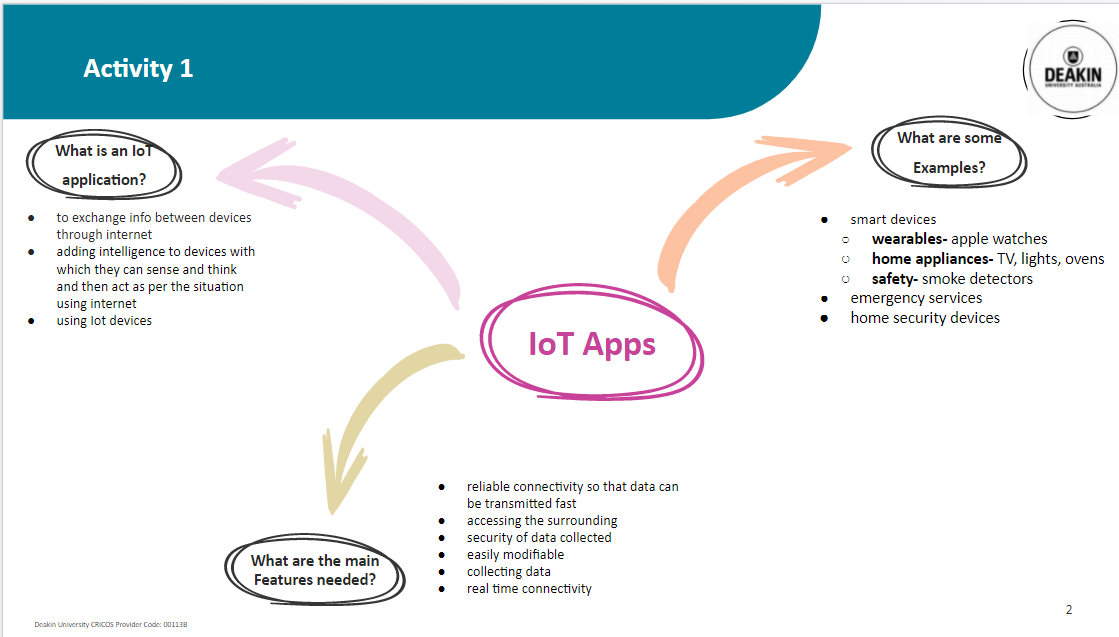 Activity 1
DEAKIN
UNIVERSITY AUSTRALIA
What is an IoT
application?
to exchange info between devices
through internet
adding intelligence to devices with
which they can sense and think
and then act as per the situation
using internet
using Iot devices
What are some
Examples?
smart devices
wearables- apple watches
home appliances- TV, lights, ovens
safety- smoke detectors
emergency services
home security devices
IoT Apps
What are the main
Features needed?
reliable connectivity so that data can
be transmitted fast
accessing the surrounding
security of data collected
easily modifiable
collecting data
real time connectivity
Deakin University CRICOS Provider Code: 00113B
2